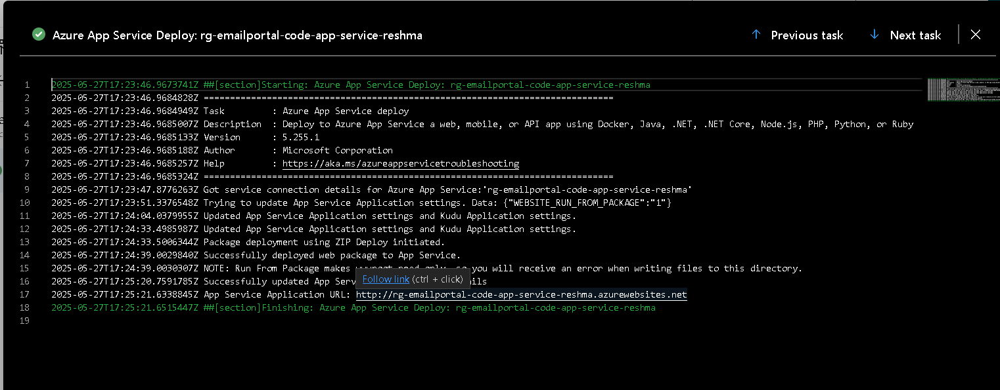 Azure App Service Deploy: rg-emailportal-code-app-service-reshma
Previous task
Next task
1 2025-05-27T17:23:46.9673741Z ##[section]Starting: Azure App Service Deploy: rg-emailportal-code-app-service-reshma
2 2025-05-27T17:23:46.9684828Z ==============================================================================
3 2025-05-27T17:23:46.9684949Z Task         : Azure App Service deploy
4 2025-05-27T17:23:46.9685007Z Description  : Deploy to Azure App Service a web, mobile, or API app using Docker, Java, .NET, .NET Core, Node.js, PHP, Python, or Ruby
5 2025-05-27T17:23:46.9685133Z Version      : 5.255.1
6 2025-05-27T17:23:46.9685188Z Author       : Microsoft Corporation
7 2025-05-27T17:23:46.9685257Z Help         : https://aka.ms/azureappservicetroubleshooting
8 2025-05-27T17:23:46.9685324Z ==============================================================================
9 2025-05-27T17:23:47.8776263Z Got service connection details for Azure App Service:'rg-emailportal-code-app-service-reshma'
10 2025-05-27T17:23:51.3376548Z Trying to update App Service Application settings. Data: {"WEBSITE_RUN_FROM_PACKAGE":"1"}
11 2025-05-27T17:24:04.0379955Z Updated App Service Application settings and Kudu Application settings.
12 2025-05-27T17:24:33.4985987Z Updated App Service Application settings and Kudu Application settings.
13 2025-05-27T17:24:33.5006344Z Package deployment using ZIP Deploy initiated.
14 2025-05-27T17:24:39.0029840Z Successfully deployed web package to App Service.
15 2025-05-27T17:24:39.0030307Z NOTE: Run From Package makes you will receive an error when writing files to this directory.
Follow link (ctrl + click)
16 2025-05-27T17:25:20.7591785Z Successfully updated App
17 2025-05-27T17:25:21.6338845Z App Service Application URL: http://rg-emailportal-code-app-service-reshma.azurewebsites.net
18 2025-05-27T17:25:21.6515447Z ##[section]Finishing: Azure App Service Deploy: rg-emailportal-code-app-service-reshma
19